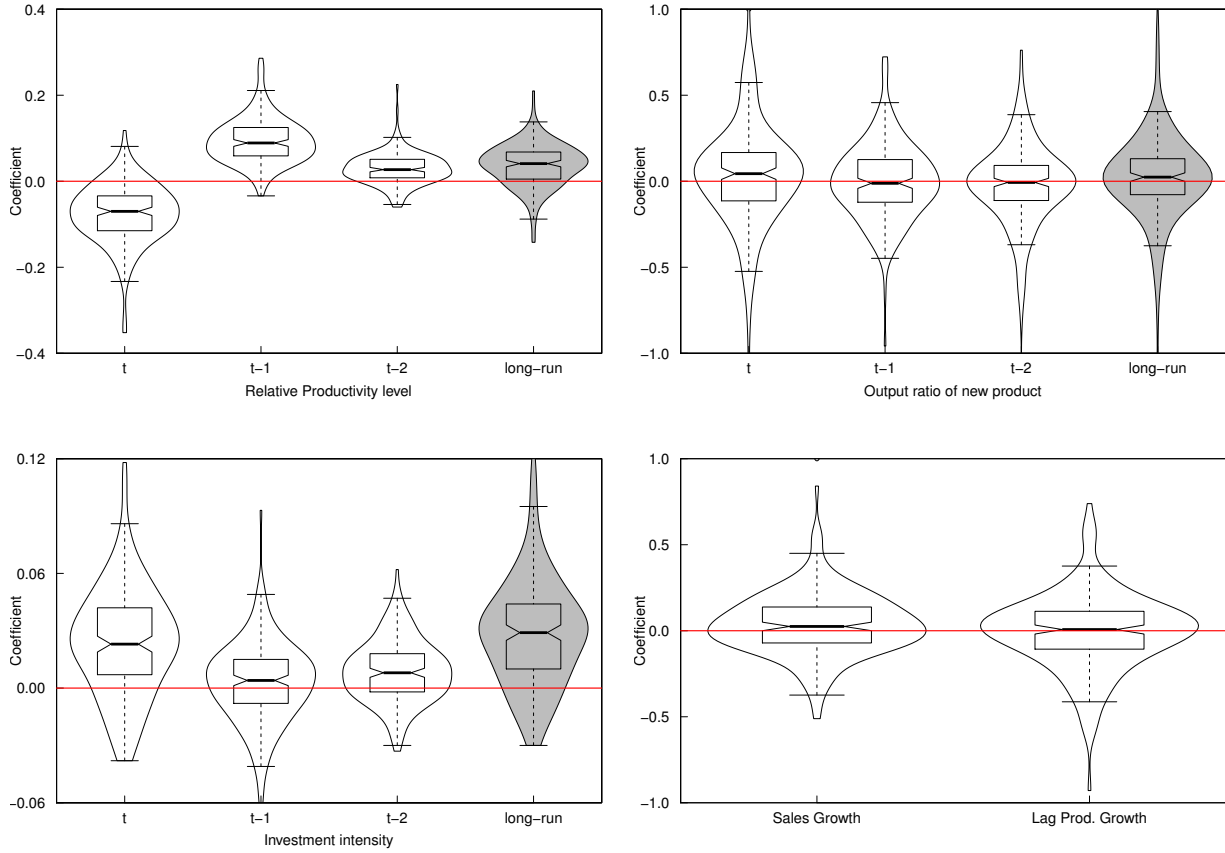 0.4
0.2
0.0
−0.2
−0.4
Coefficient
t
t−1
t−2
long−run
Relative Productivity level
1.0
0.5
0.0
−0.5
−1.0
Coefficient
t
t−1
t−2
long−run
Output ratio of new product
0.12
0.06
0.00
−0.06
Coefficient
t
t−1
t−2
long−run
Investment intensity
1.0
0.5
0.0
−0.5
−1.0
Coefficient
Sales Growth
Lag Prod. Growth